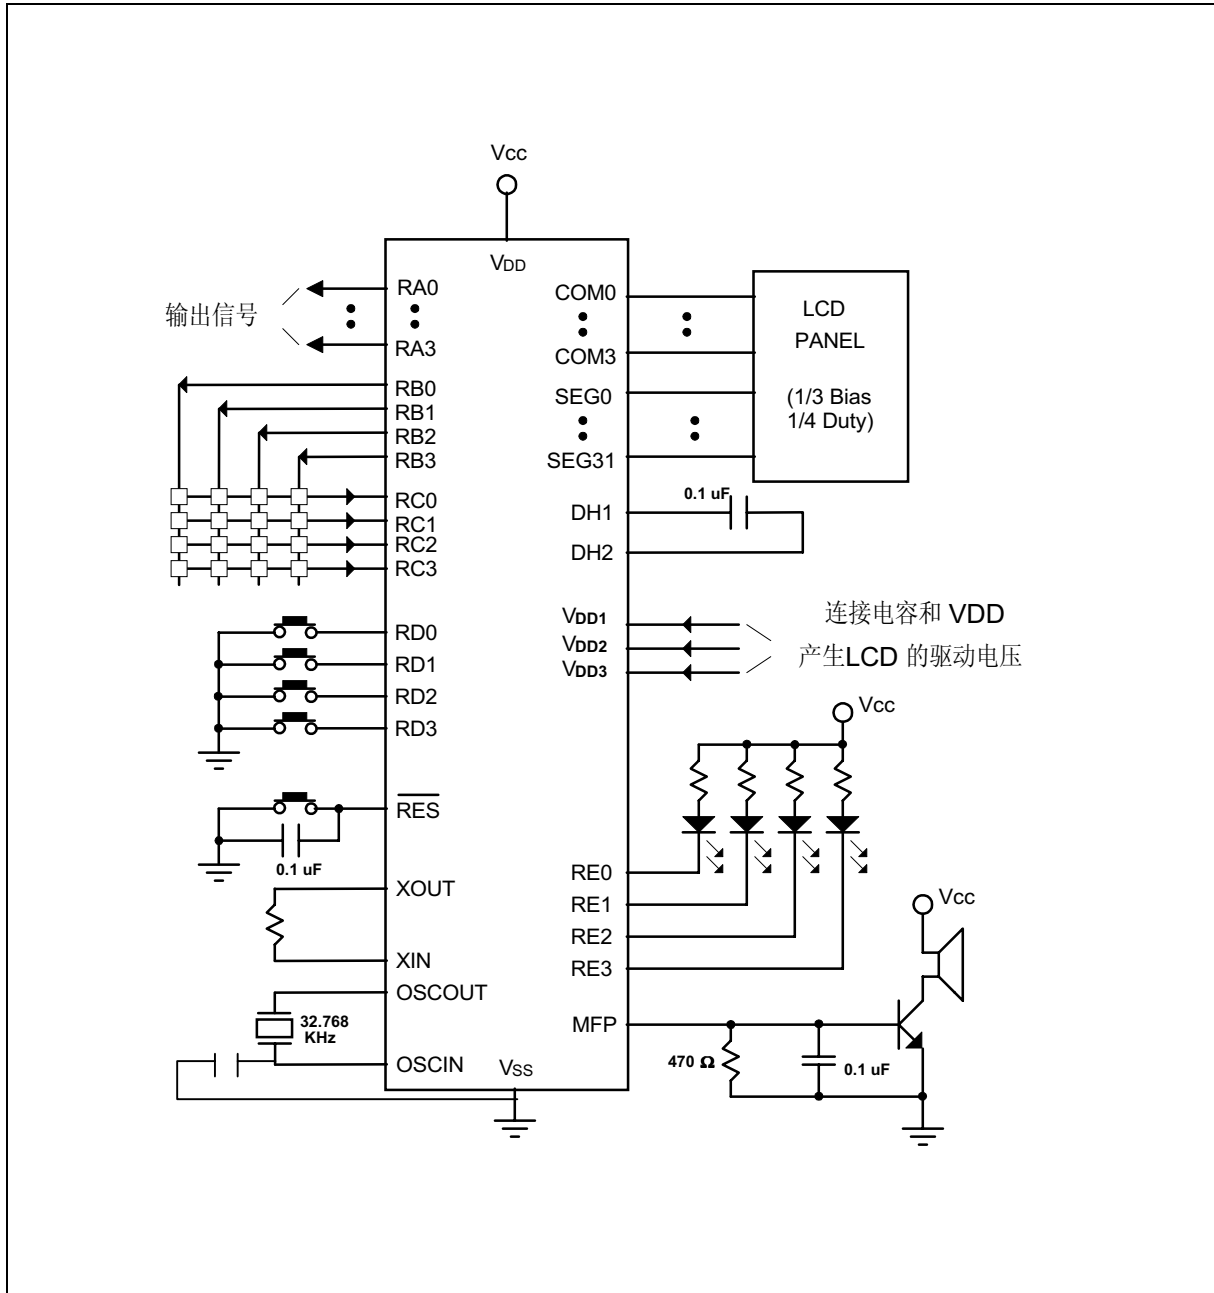 Vcc
VDD
RA0
输出信号
RA3
RB0
RB1
RB2
RB3
RC0
RC1
RC2
RC3
RD0
RD1
RD2
RD3
RES
0.1 uF
XOUT
XIN
OSCOUT
32.768
KHz
OSCIN
VSS
COM0
COM3
SEG0
SEG31
LCD
PANEL
(1/3 Bias
1/4 Duty)
0.1 uF
DH1
DH2
VDD1
VDD2
VDD3
连接电容和 VDD
产生LCD 的驱动电压
Vcc
RE0
RE1
RE2
RE3
Vcc
MFP
470 Ω
0.1 uF